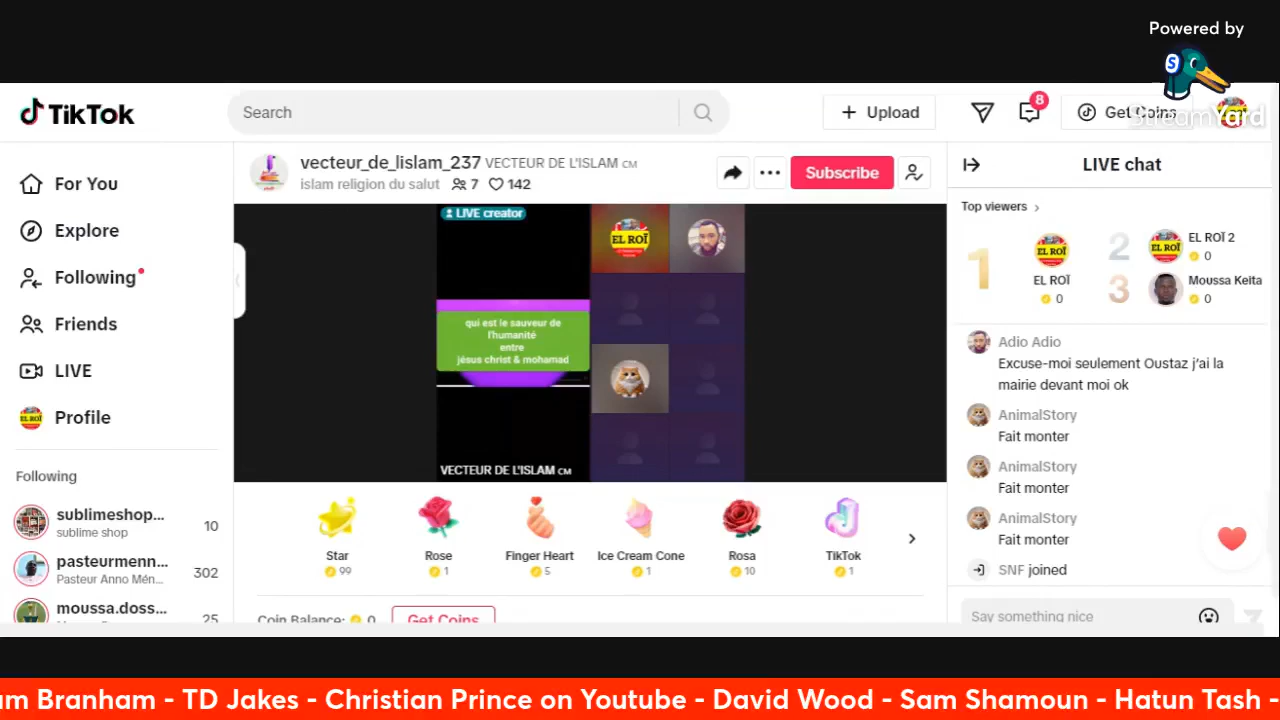 Powered by
StreamYard
TikTok
Search
Upload
8
Get Coins
For You
Explore
Following
Friends
LIVE
Profile
Following
sublimeshop...
sublime shop
10
pasteurmenn...
Pasteur Anno Mén...
302
moussa.doss...
25
vecteur_de_lislam_237 VECTEUR DE L'ISLAM CM
islam religion du salut 7 142
Subscribe
LIVE creator
EL ROÏ
qui est le sauveur de
l'humanité
entre
jésus christ & mohamad
VECTEUR DE L'ISLAM CM
Star
99
Rose
1
Finger Heart
5
Ice Cream Cone
1
Rosa
10
TikTok
1
Coin Balance: 0
Get Coins
LIVE chat
Top viewers
1
EL ROÏ
0
2
EL ROÏ 2
0
3
Moussa Keita
0
Adio Adio
Excuse-moi seulement Oustaz j'ai la
mairie devant moi ok
AnimalStory
Fait monter
AnimalStory
Fait monter
AnimalStory
Fait monter
SNF joined
Say something nice
am Branham - TD Jakes - Christian Prince on Youtube - David Wood - Sam Shamoun - Hatun Tash -